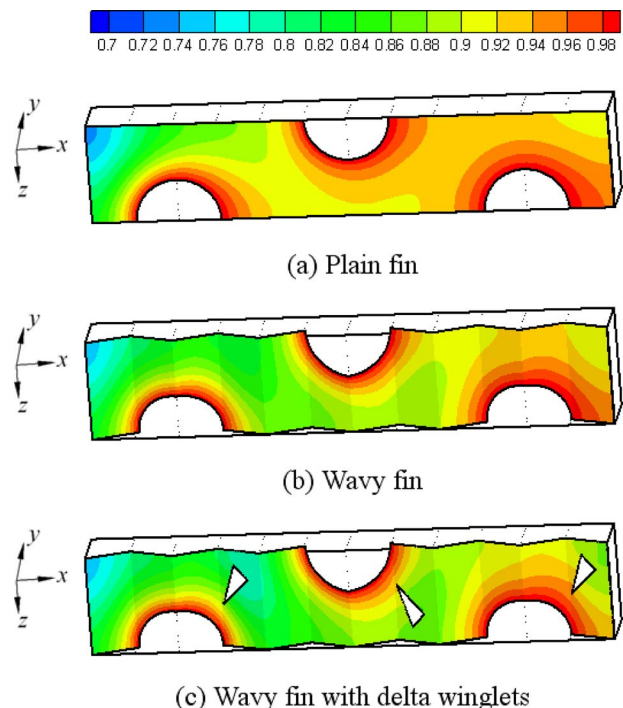 0.7 0.72 0.74 0.76 0.78 0.8 0.82 0.84 0.86 0.88 0.9 0.92 0.94 0.96 0.98
y
x
z
(a) Plain fin
y
x
z
(b) Wavy fin
y
x
z
(c) Wavy fin with delta winglets